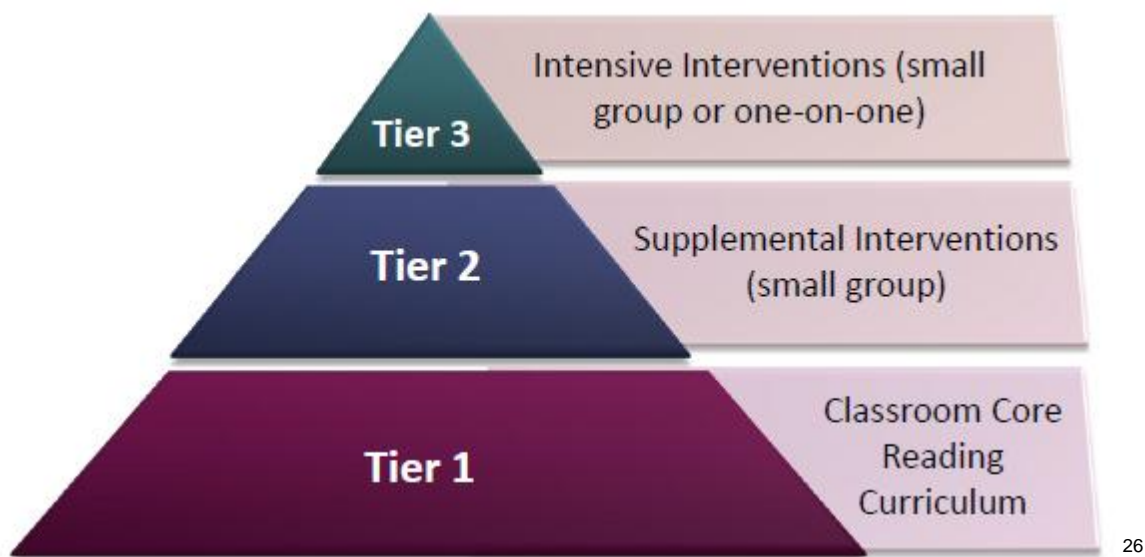 Tier 3
Intensive Interventions (small
group or one-on-one)
Tier 2
Supplemental Interventions
(small group)
Tier 1
Classroom Core
Reading
Curriculum
26